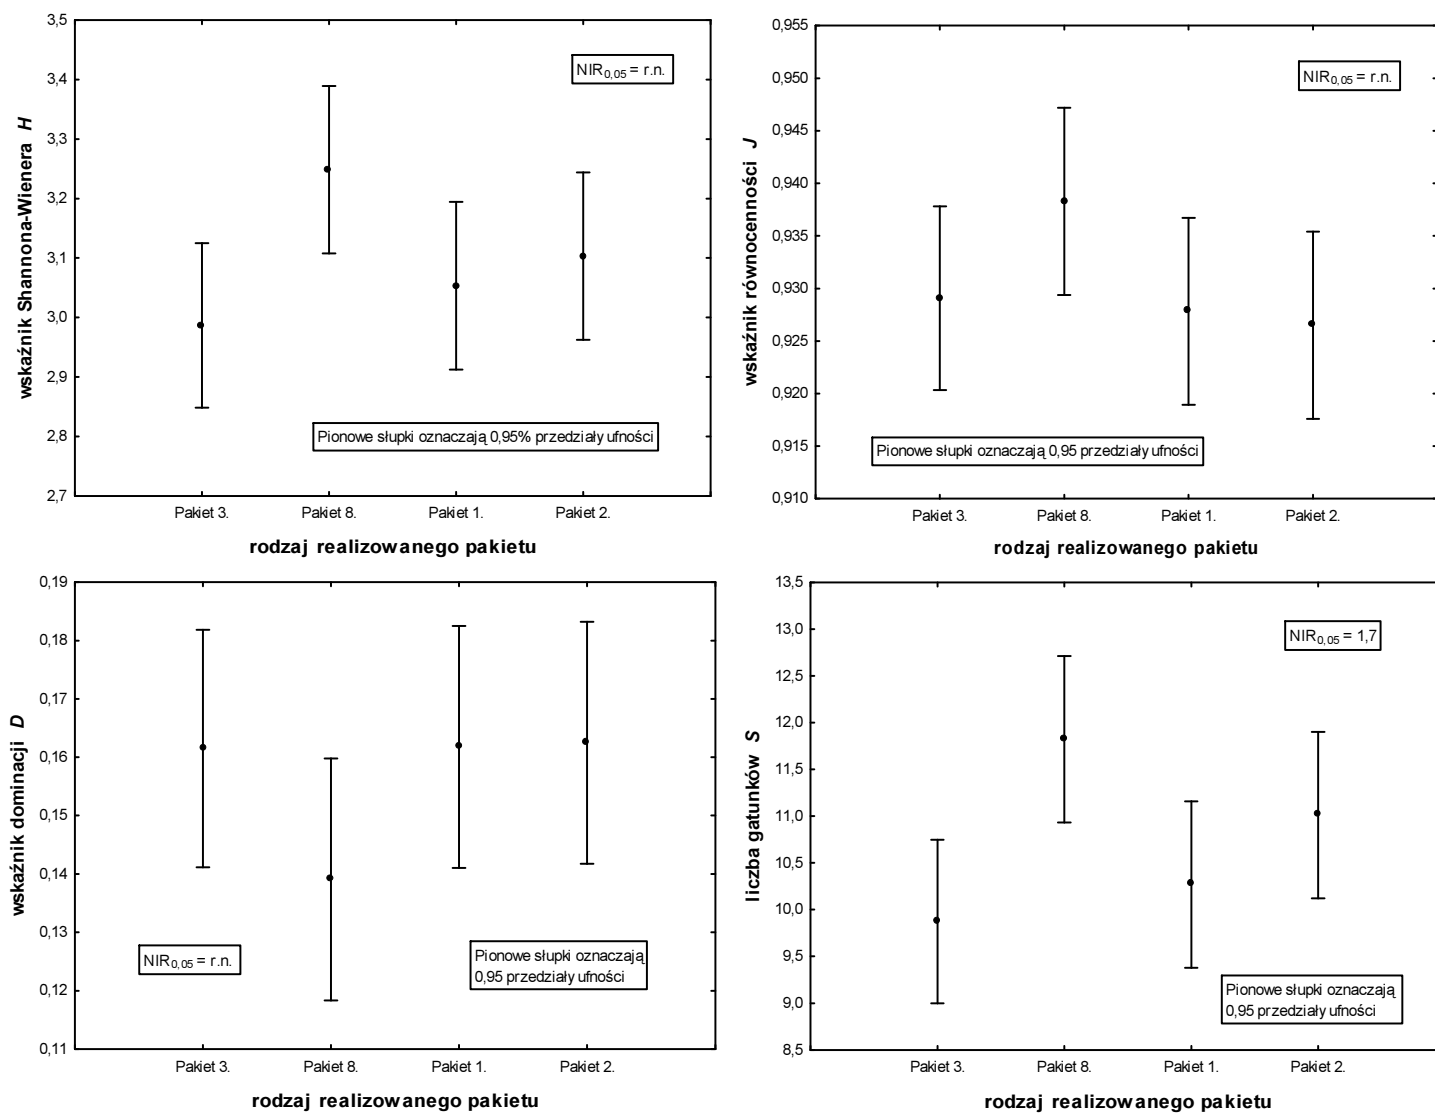 wskaźnik Shannona-Wienera H
3,5
3,4
3,3
3,2
3,1
3,0
2,9
2,8
2,7
NIR0,05 = r.n.
Pionowe słupki oznaczają 0,95% przedziały ufności
Pakiet 3. Pakiet 8. Pakiet 1. Pakiet 2.
rodzaj realizowanego pakietu
wskaźnik równocenności J
0,955
0,950
0,945
0,940
0,935
0,930
0,925
0,920
0,915
0,910
NIR0,05 = r.n.
Pionowe słupki oznaczają 0,95 przedziały ufności
Pakiet 3. Pakiet 8. Pakiet 1. Pakiet 2.
rodzaj realizowanego pakietu
wskaźnik dominacji D
0,19
0,18
0,17
0,16
0,15
0,14
0,13
0,12
0,11
NIR0,05 = r.n.
Pionowe słupki oznaczają
0,95 przedziały ufności
Pakiet 3. Pakiet 8. Pakiet 1. Pakiet 2.
rodzaj realizowanego pakietu
liczba gatunków S
13,5
13,0
12,5
12,0
11,5
11,0
10,5
10,0
9,5
9,0
8,5
NIR0,05 = 1,7
Pionowe słupki oznaczają
0,95 przedziały ufności
Pakiet 3. Pakiet 8. Pakiet 1. Pakiet 2.
rodzaj realizowanego pakietu